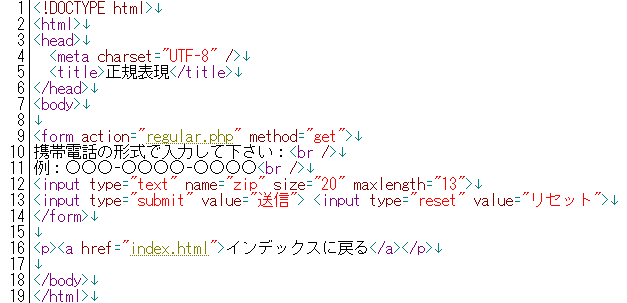 1 <!DOCTYPE html>↓
2 <html>↓
3 <head>↓
4   <meta charset="UTF-8" />↓
5   <title>正規表現</title>↓
6 </head>↓
7 <body>↓
8 ↓
9 <form action="regular.php" method="get">↓
10 携帯電話の形式で入力して下さい：<br />↓
11 例：〇〇〇-〇〇〇〇-〇〇〇〇<br />↓
12 <input type="text" name="zip" size="20" maxlength="13">↓
13 <input type="submit" value="送信"> <input type="reset" value="リセット">↓
14 </form>↓
15 ↓
16 <p><a href="index.html">インデックスに戻る</a></p>↓
17 ↓
18 </body>↓
19 </html>↓